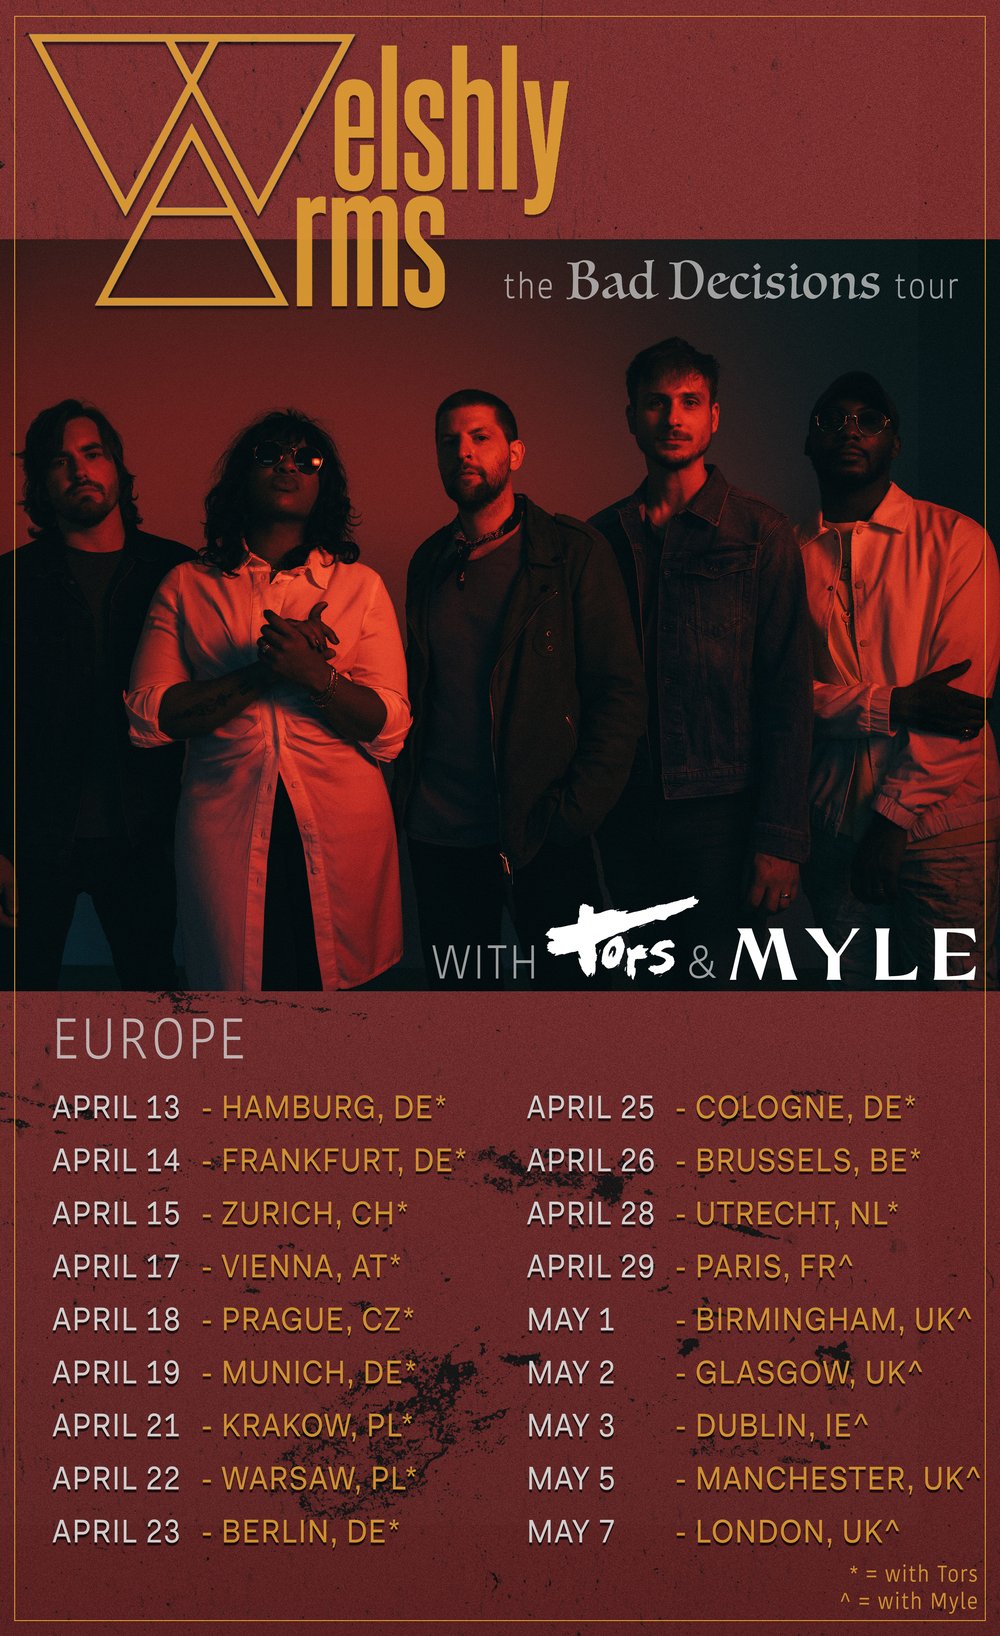 Welshly
Arms
the Bad Decisions tour
WITH Tors & MYLE
EUROPE
APRIL 13 - HAMBURG, DE*
APRIL 14 - FRANKFURT, DE*
APRIL 15 - ZURICH, CH*
APRIL 17 - VIENNA, AT*
APRIL 18 - PRAGUE, CZ*
APRIL 19 - MUNICH, DE*
APRIL 21 - KRAKOW, PL*
APRIL 22 - WARSAW, PL*
APRIL 23 - BERLIN, DE*
APRIL 25 - COLOGNE, DE*
APRIL 26 - BRUSSELS, BE*
APRIL 28 - UTRECHT, NL*
APRIL 29 - PARIS, FR^
MAY 1 - BIRMINGHAM, UK^
MAY 2 - GLASGOW, UK^
MAY 3 - DUBLIN, IE^
MAY 5 - MANCHESTER, UK^
MAY 7 - LONDON, UK^
* = with Tors
^ = with Myle